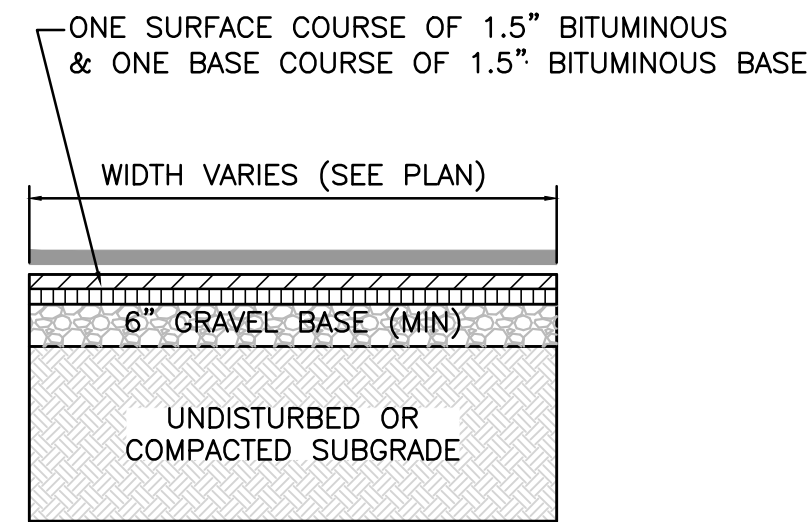 ONE SURFACE COURSE OF 1.5" BITUMINOUS
& ONE BASE COURSE OF 1.5" BITUMINOUS BASE
WIDTH VARIES (SEE PLAN)
6" GRAVEL BASE (MIN)
UNDISTURBED OR
COMPACTED SUBGRADE